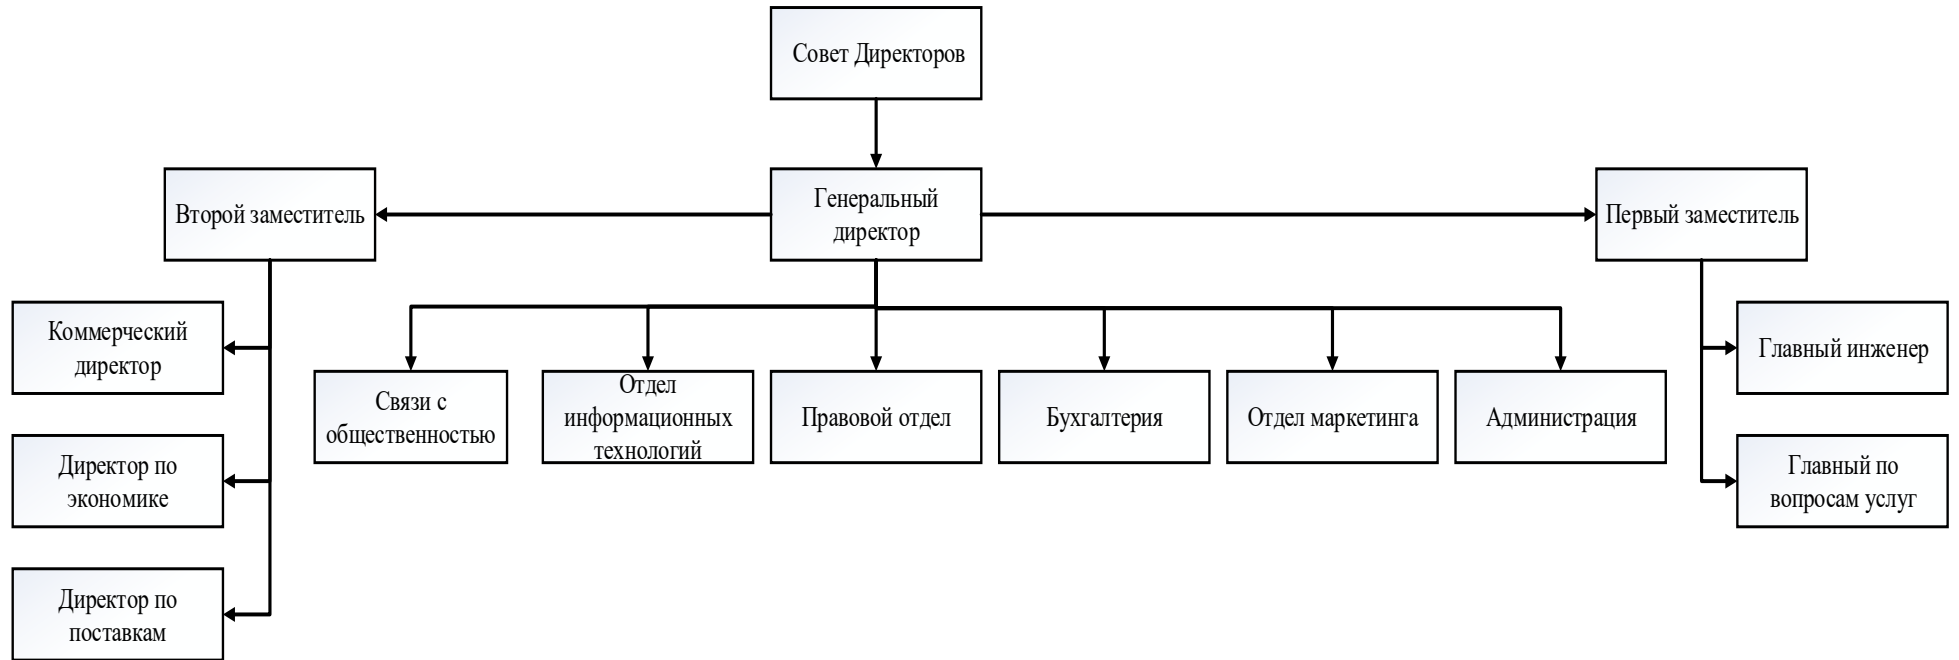 Совет Директоров
Второй заместитель
Генеральный
директор
Первый заместитель
Коммерческий
директор
Главный инженер
Связи с
общественностью
Отдел
информационных
технологий
Правовой отдел
Бухгалтерия
Отдел маркетинга
Администрация
Директор по
экономике
Главный по
вопросам услуг
Директор по
поставкам